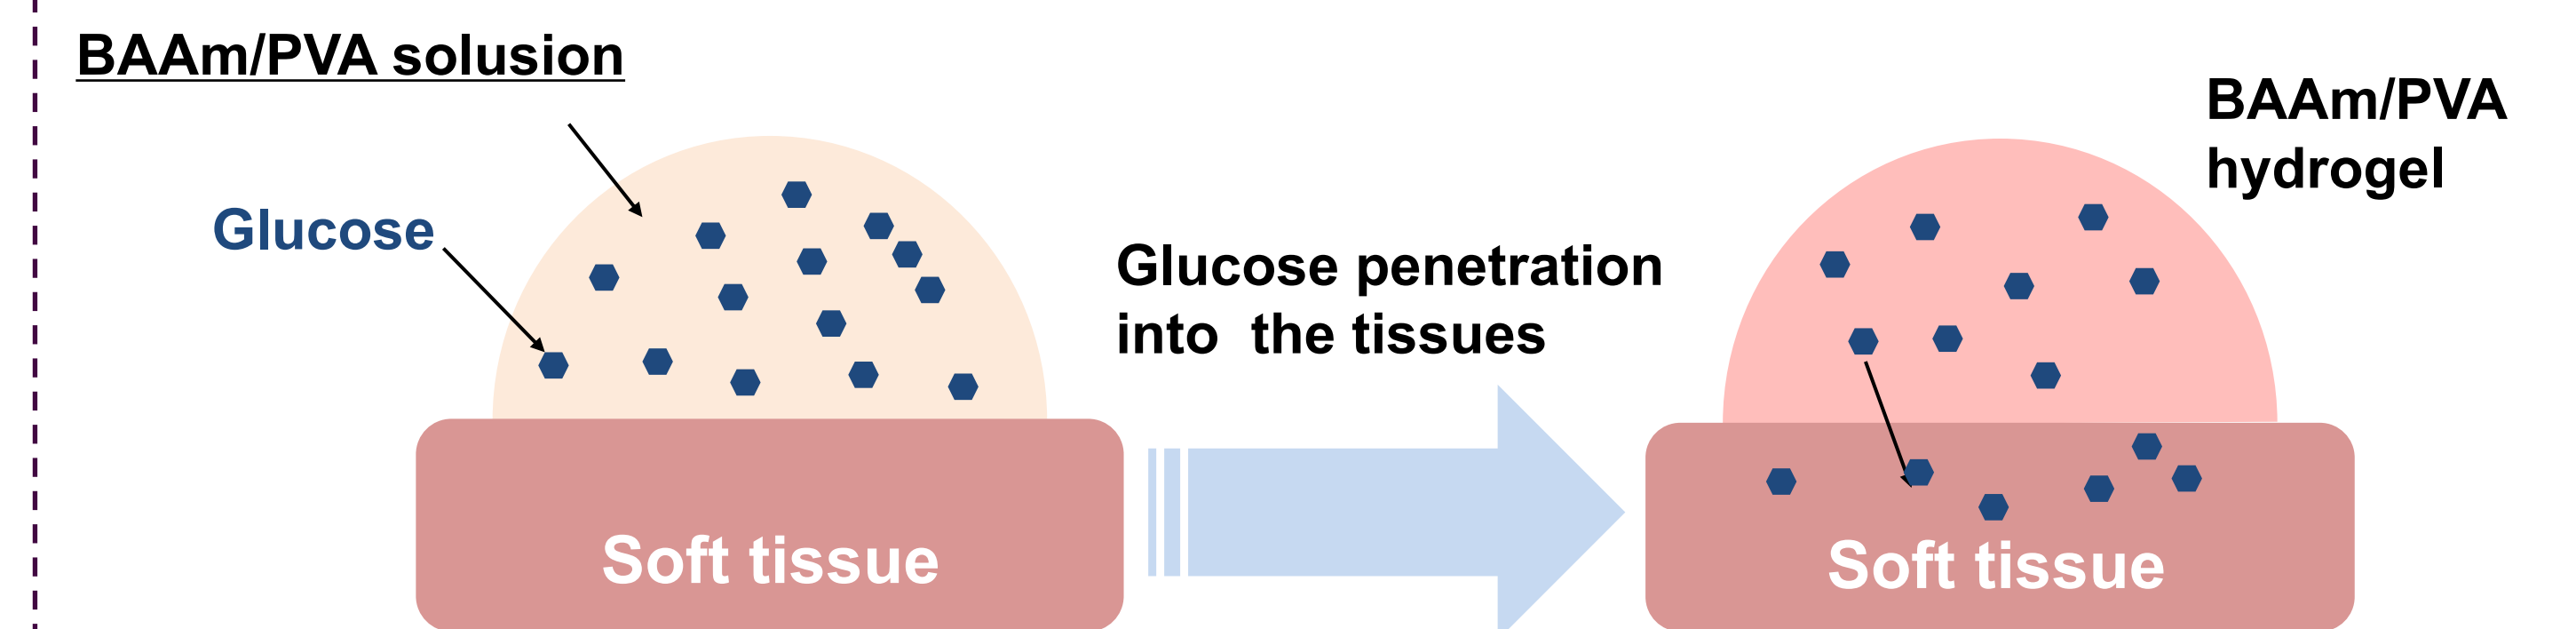 BAAm/PVA solusion
Glucose
Soft tissue
Glucose penetration
into  the tissues
BAAm/PVA
hydrogel
Soft tissue